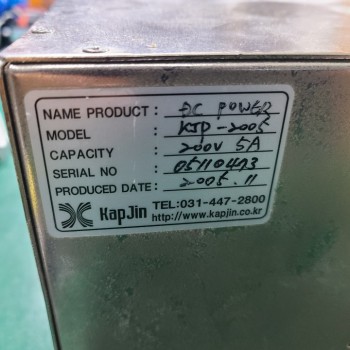 NAME PRODUCT : DC POWER
MODEL : KJD-2005
CAPACITY : 200V 5A
SERIAL NO : 05110473
PRODUCED DATE : 2005.11
KapJin TEL:031-447-2800
http://www.kapjin.co.kr